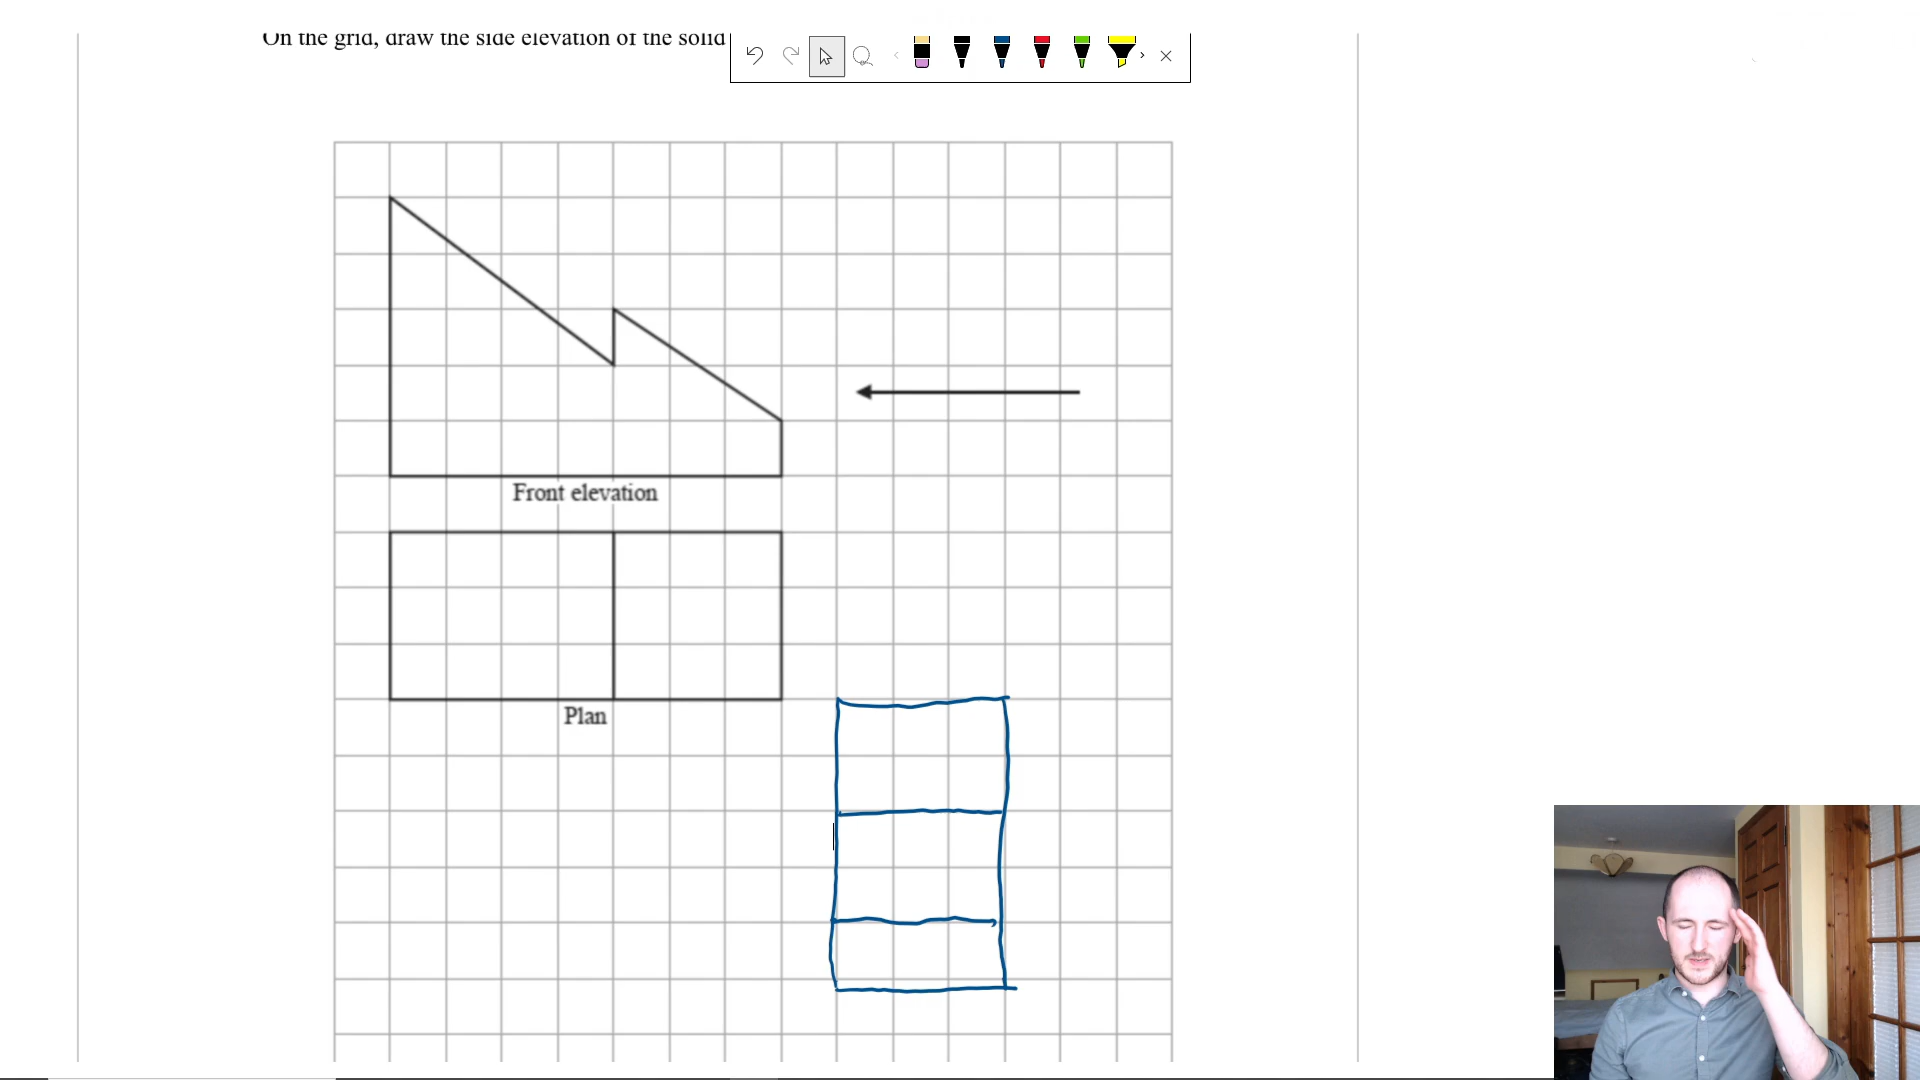 On the grid, draw the side elevation of the solid
Front elevation
Plan